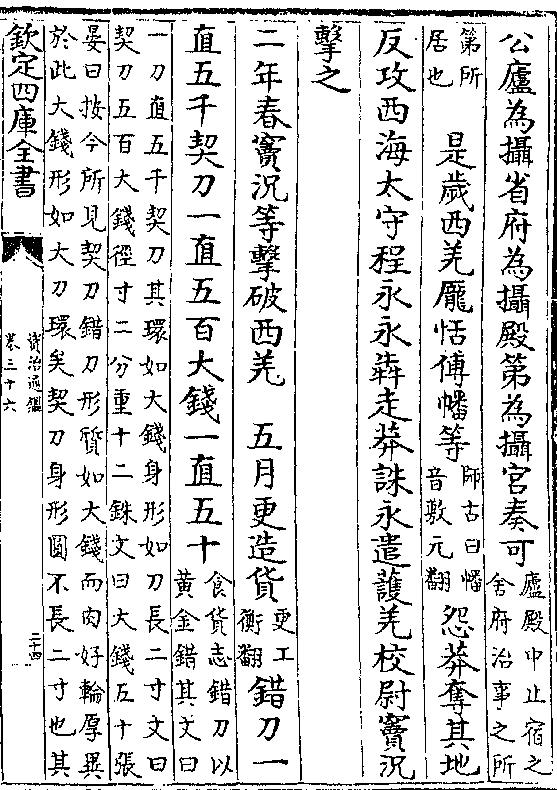 公廬為攝省府為攝殿第為攝宫奏可廬殿中止宿之舍府治事之所
第所居也　是歲西羌龎恬傅幡等師古曰幡音敷元翻怨莽奪其地
反攻西海太守程永永犇走莽誅永遣護羌校尉竇況
擊之
二年春竇況等擊破西羌　五月更造貨更工衡翻錯刀一
直五千契刀一直五百大錢一直五十食貨志錯刀以黄金錯其文曰
一刀直五千契刀其環如大錢身形如刀長二寸文曰
契刀五百大錢徑寸二分重十二銖文曰大錢五十張
晏曰按今所見契刀錯刀形質如大錢而肉好輪厚異
於此大錢形如大刀環矣契刀身形圓不長二寸也其
欽定四庫全書
資治通鑑
卷三十六
二十四